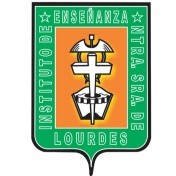 INSTITUTO DE
ENSEÑANZA
NTRA. SRA. DE
LOURDES